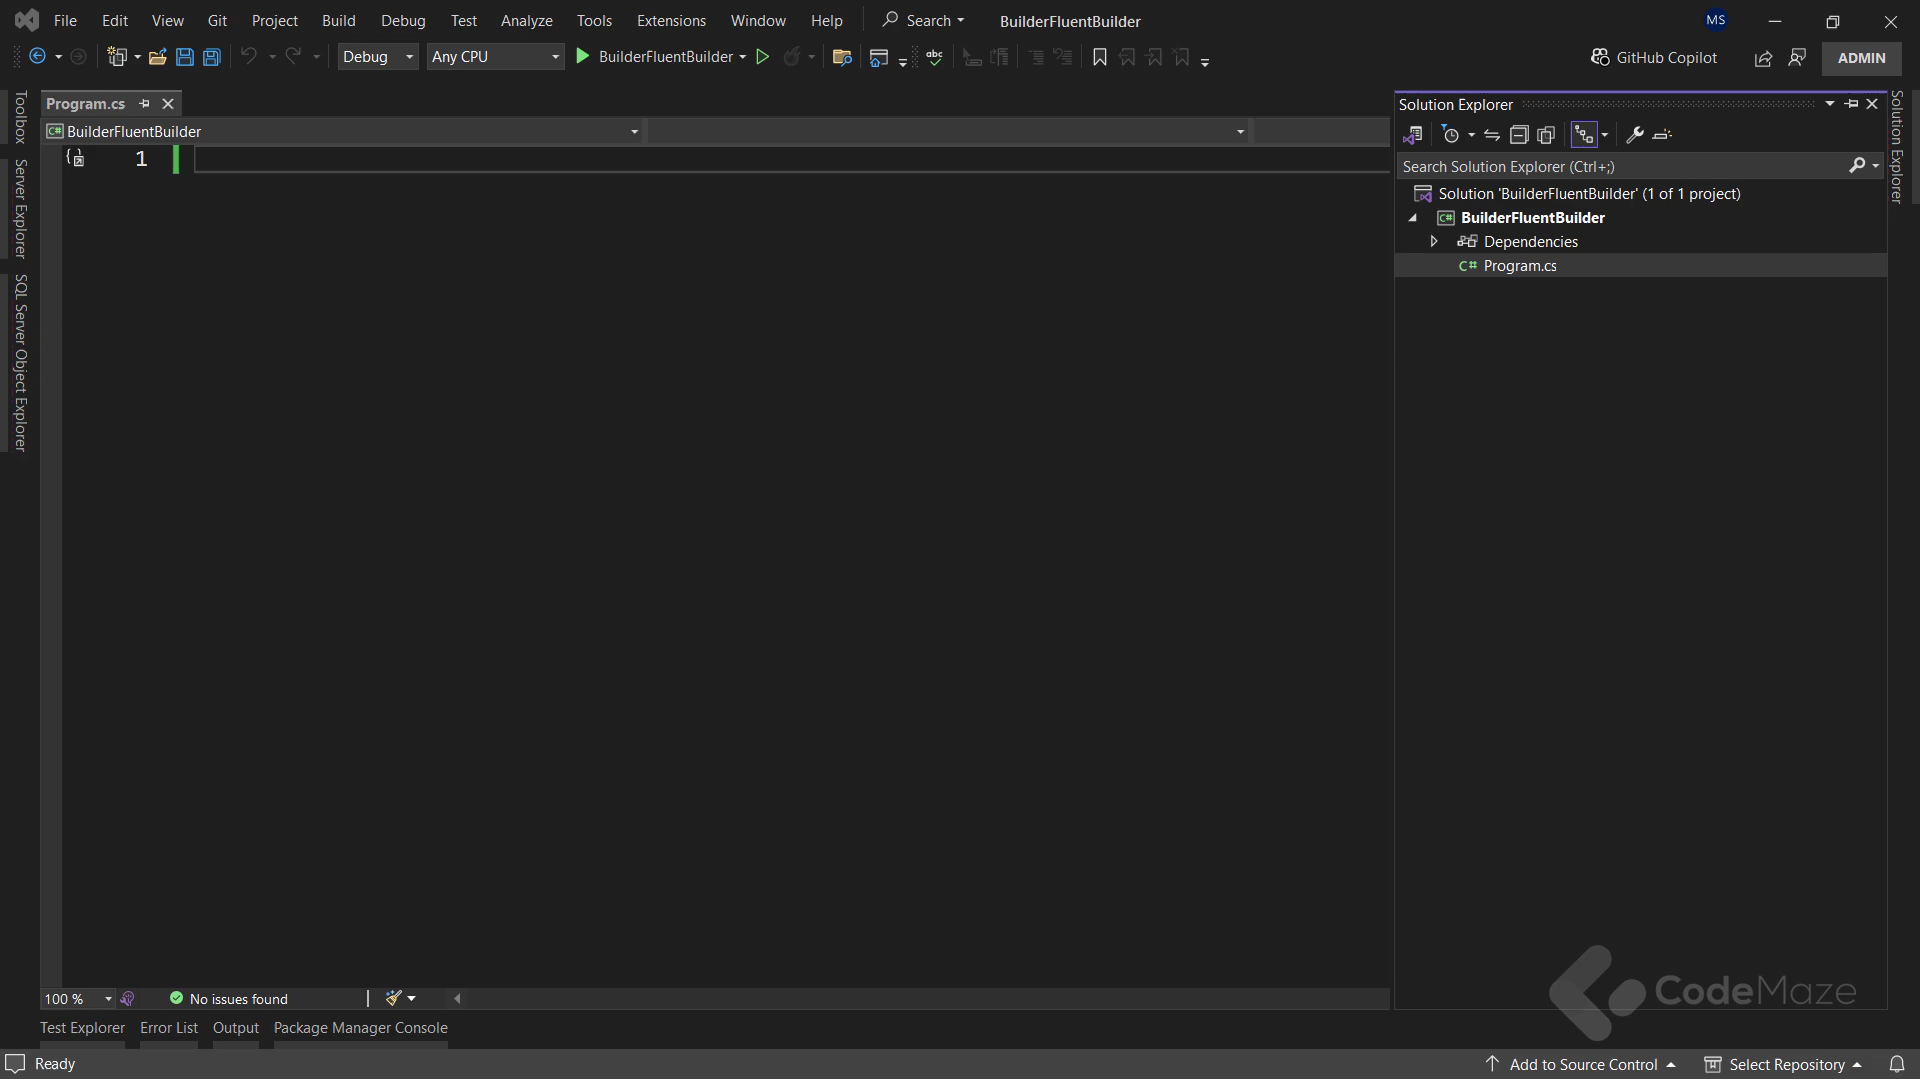 File Edit View Git Project Build Debug Test Analyze Tools Extensions Window Help Search BuilderFluentBuilder MS
Debug Any CPU BuilderFluentBuilder abc GitHub Copilot ADMIN
Toolbox
Server Explorer
SQL Server Object Explorer
Program.cs
C# BuilderFluentBuilder
1
Solution Explorer
Search Solution Explorer (Ctrl+;)
Solution 'BuilderFluentBuilder' (1 of 1 project)
C# BuilderFluentBuilder
Dependencies
C# Program.cs
Solution Explorer
100 % No issues found
CodeMaze
Test Explorer Error List Output Package Manager Console
Ready Add to Source Control Select Repository